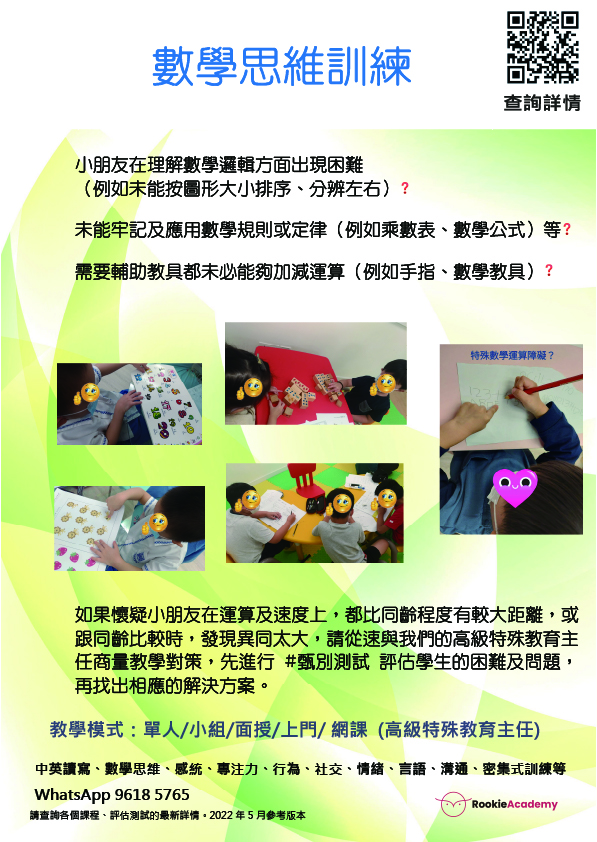 數學思維訓練
查詢詳情
小朋友在理解數學邏輯方面出現困難
（例如未能按圖形大小排序、分辨左右）?
未能牢記及應用數學規則或定律（例如乘數表、數學公式）等?
需要輔助教具都未必能夠加減運算（例如手指、數學教具）?
特殊數學運算障礙？
如果懷疑小朋友在運算及速度上，都比同齡程度有較大距離，或
跟同齡比較時，發現異同太大，請從速與我們的高級特殊教育主
任商量教學對策，先進行 #甄別測試 評估學生的困難及問題，
再找出相應的解決方案。
教學模式：單人/小組/面授/上門/ 網課 (高級特殊教育主任)
中英讀寫、數學思維、感統、專注力、行為、社交、情緒、言語、溝通、密集式訓練等
WhatsApp 9618 5765
RookieAcademy
請查詢各個課程、評估測試的最新詳情。2022 年 5 月參考版本